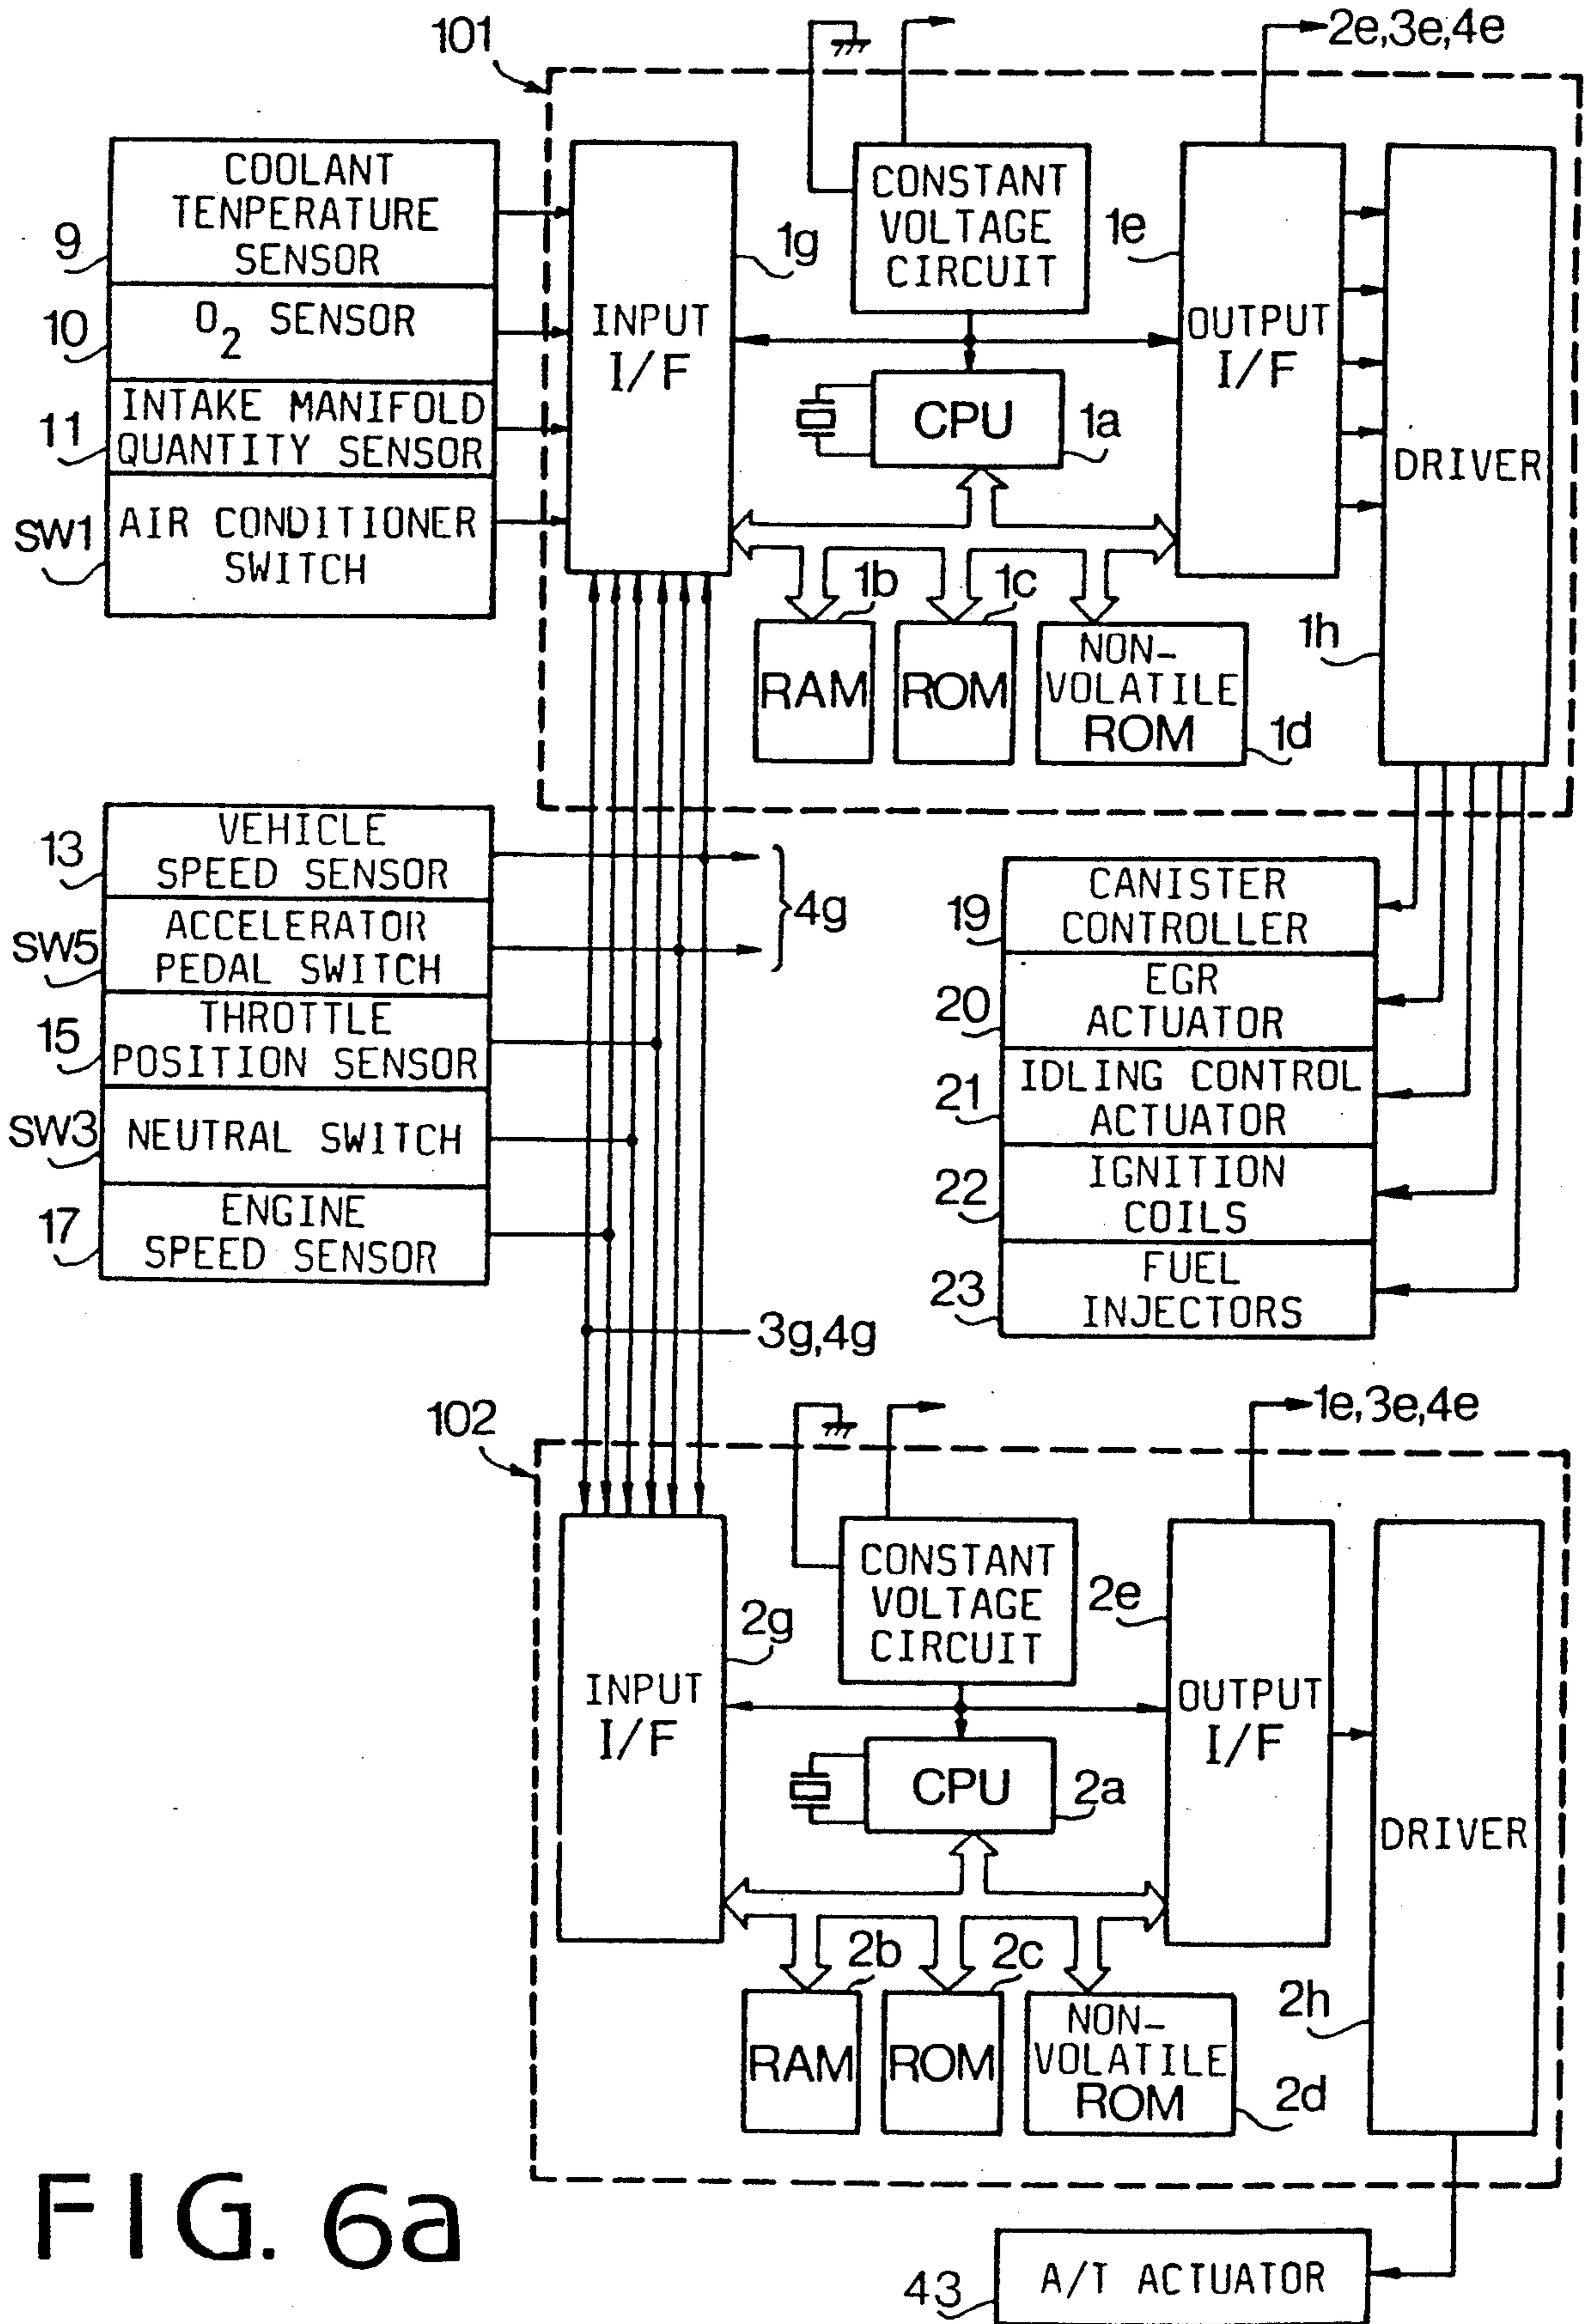 101
2e,3e,4e
COOLANT
TENPERATURE
SENSOR
9
O2 SENSOR
10
INTAKE MANIFOLD
QUANTITY SENSOR
11
AIR CONDITIONER
SWITCH
SW1
INPUT
I/F
1g
CONSTANT
VOLTAGE
CIRCUIT
1e
OUTPUT
I/F
CPU
1a
DRIVER
1b
1c
RAM
ROM
NON-
VOLATILE
ROM
1d
1h
VEHICLE
SPEED SENSOR
13
ACCELERATOR
PEDAL SWITCH
SW5
4g
THROTTLE
POSITION SENSOR
15
NEUTRAL SWITCH
SW3
ENGINE
SPEED SENSOR
17
CANISTER
CONTROLLER
19
EGR
ACTUATOR
20
IDLING CONTROL
ACTUATOR
21
IGNITION
COILS
22
FUEL
INJECTORS
23
3g,4g
102
1e,3e,4e
INPUT
I/F
2g
CONSTANT
VOLTAGE
CIRCUIT
2e
OUTPUT
I/F
CPU
2a
DRIVER
2b
2c
RAM
ROM
NON-
VOLATILE
ROM
2d
2h
A/T ACTUATOR
43
FIG. 6a